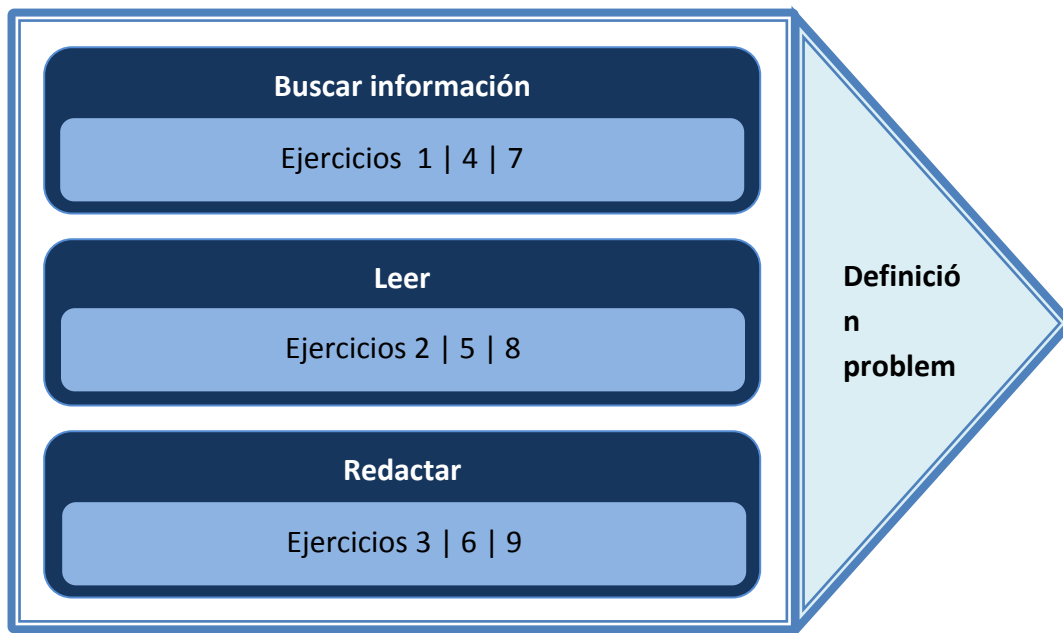 Buscar información
Ejercicios 1 | 4 | 7
Leer
Ejercicios 2 | 5 | 8
Redactar
Ejercicios 3 | 6 | 9
Definició
n
problem